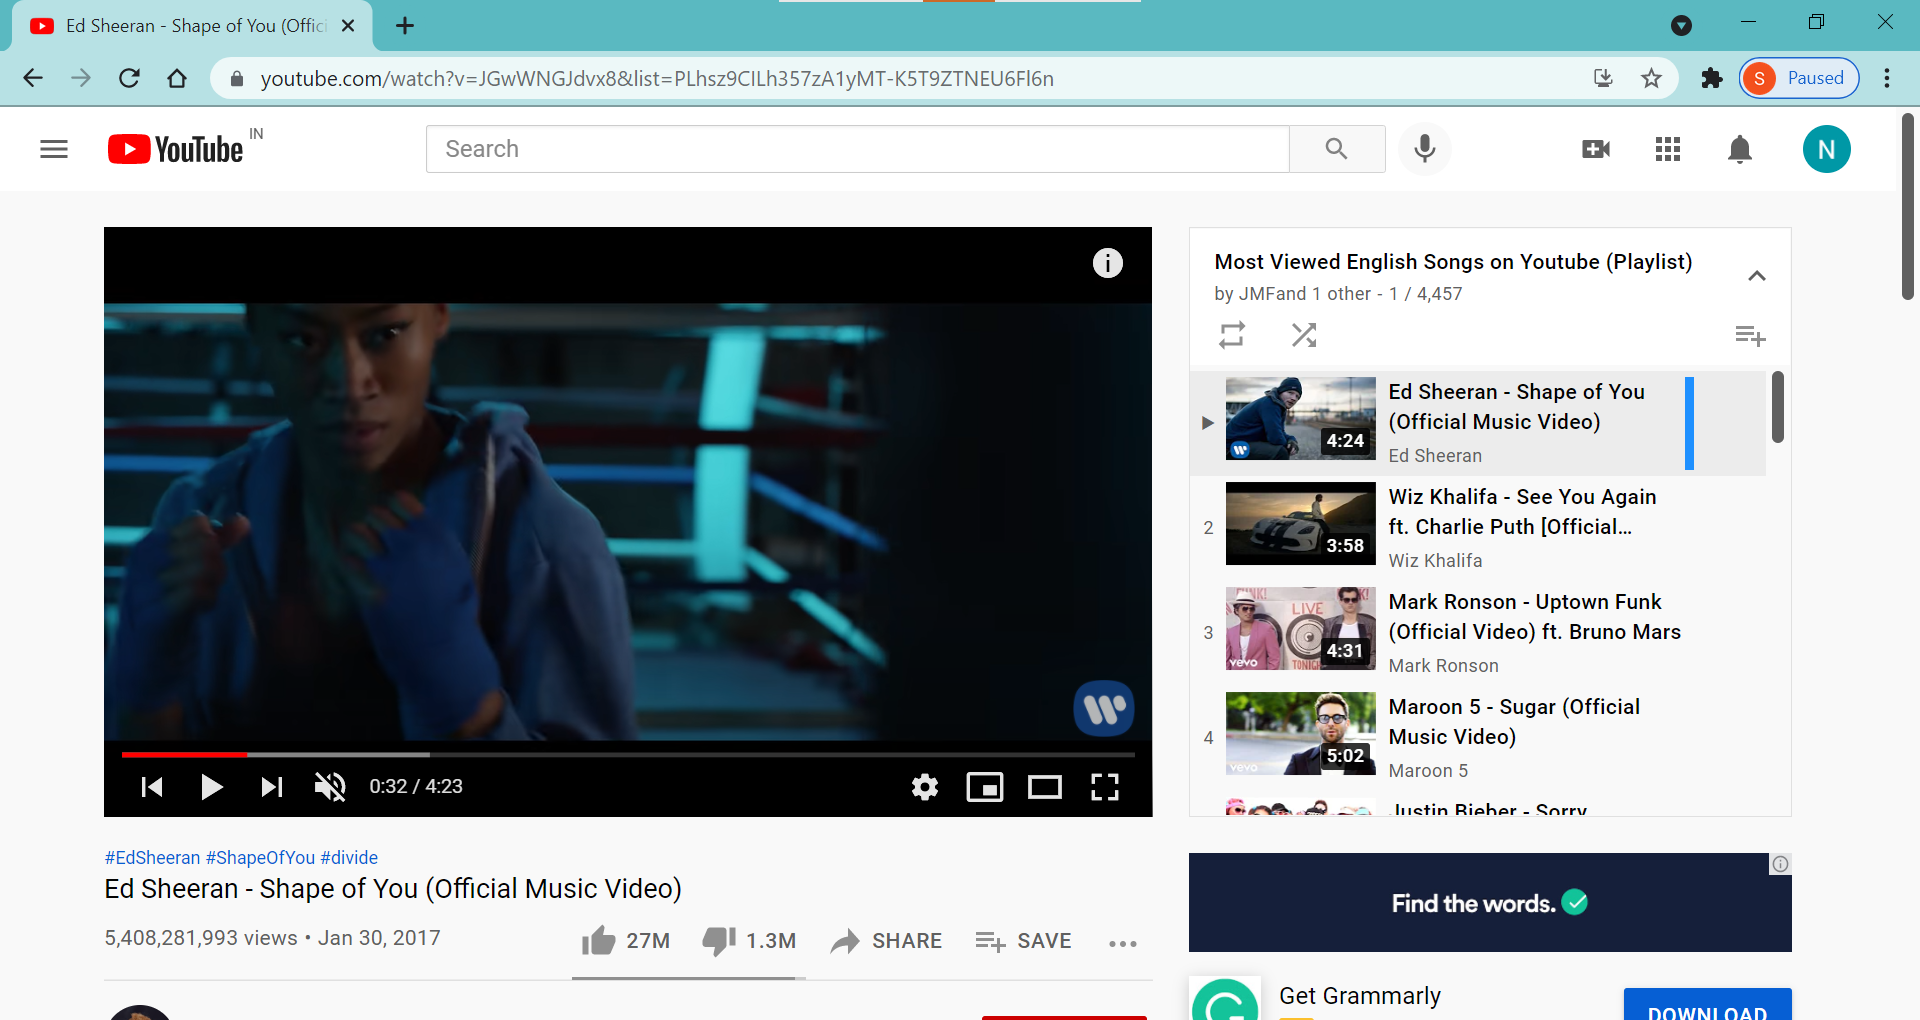 Ed Sheeran - Shape of You (Offici
youtube.com/watch?v=JGwWNGJdvx8&list=PLhsz9CILh357zA1yMT-K5T9ZTNEU6Fl6n
S Paused
YouTube IN
Search
N
Most Viewed English Songs on Youtube (Playlist)
by JMFand 1 other - 1 / 4,457
Ed Sheeran - Shape of You
(Official Music Video)
4:24
Ed Sheeran
Wiz Khalifa - See You Again
2
ft. Charlie Puth [Official...
3:58
Wiz Khalifa
LIVE
Mark Ronson - Uptown Funk
3
(Official Video) ft. Bruno Mars
4:31
vevo
Mark Ronson
Maroon 5 - Sugar (Official
4
Music Video)
5:02
vevo
Maroon 5
Justin Bieber - Sorry
0:32 / 4:23
#EdSheeran #ShapeOfYou #divide
Ed Sheeran - Shape of You (Official Music Video)
5,408,281,993 views • Jan 30, 2017
27M
1.3M
SHARE
SAVE
Find the words.
Get Grammarly
DOWNLOAD